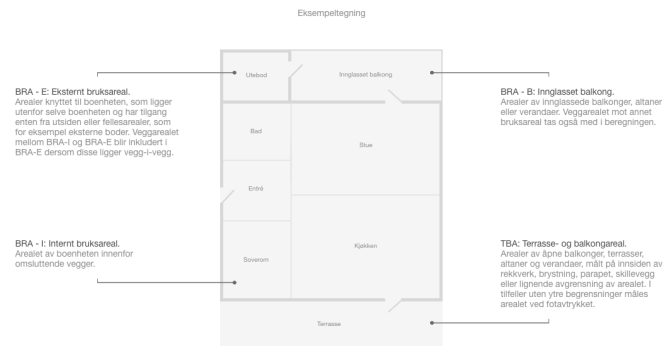 Eksempeltegning
BRA - E: Eksternt bruksareal.
Arealer knyttet til boenheten, som ligger
utenfor selve boenheten og har tilgang
enten fra utsiden eller fellesarealer, som
for eksempel eksterne boder. Veggarealet
mellom BRA-I og BRA-E blir inkludert i
BRA-E dersom disse ligger vegg-i-vegg.
BRA - I: Internt bruksareal.
Arealet av boenheten innenfor
omsluttende vegger.
Utebod
Innglasset balkong
Bad
Stue
Entré
Kjøkken
Soverom
Terrasse
BRA - B: Innglasset balkong.
Arealer av innglassede balkonger, altaner
eller verandaer. Veggarealet mot annet
bruksareal tas også med i beregningen.
TBA: Terrasse- og balkongareal.
Arealer av åpne balkonger, terrasser,
altaner og verandaer, målt på innsiden av
rekkverk, brystning, parapet, skillevegg
eller lignende avgrensning av arealet. I
tilfeller uten ytre begrensninger måles
arealet ved fotavtrykket.